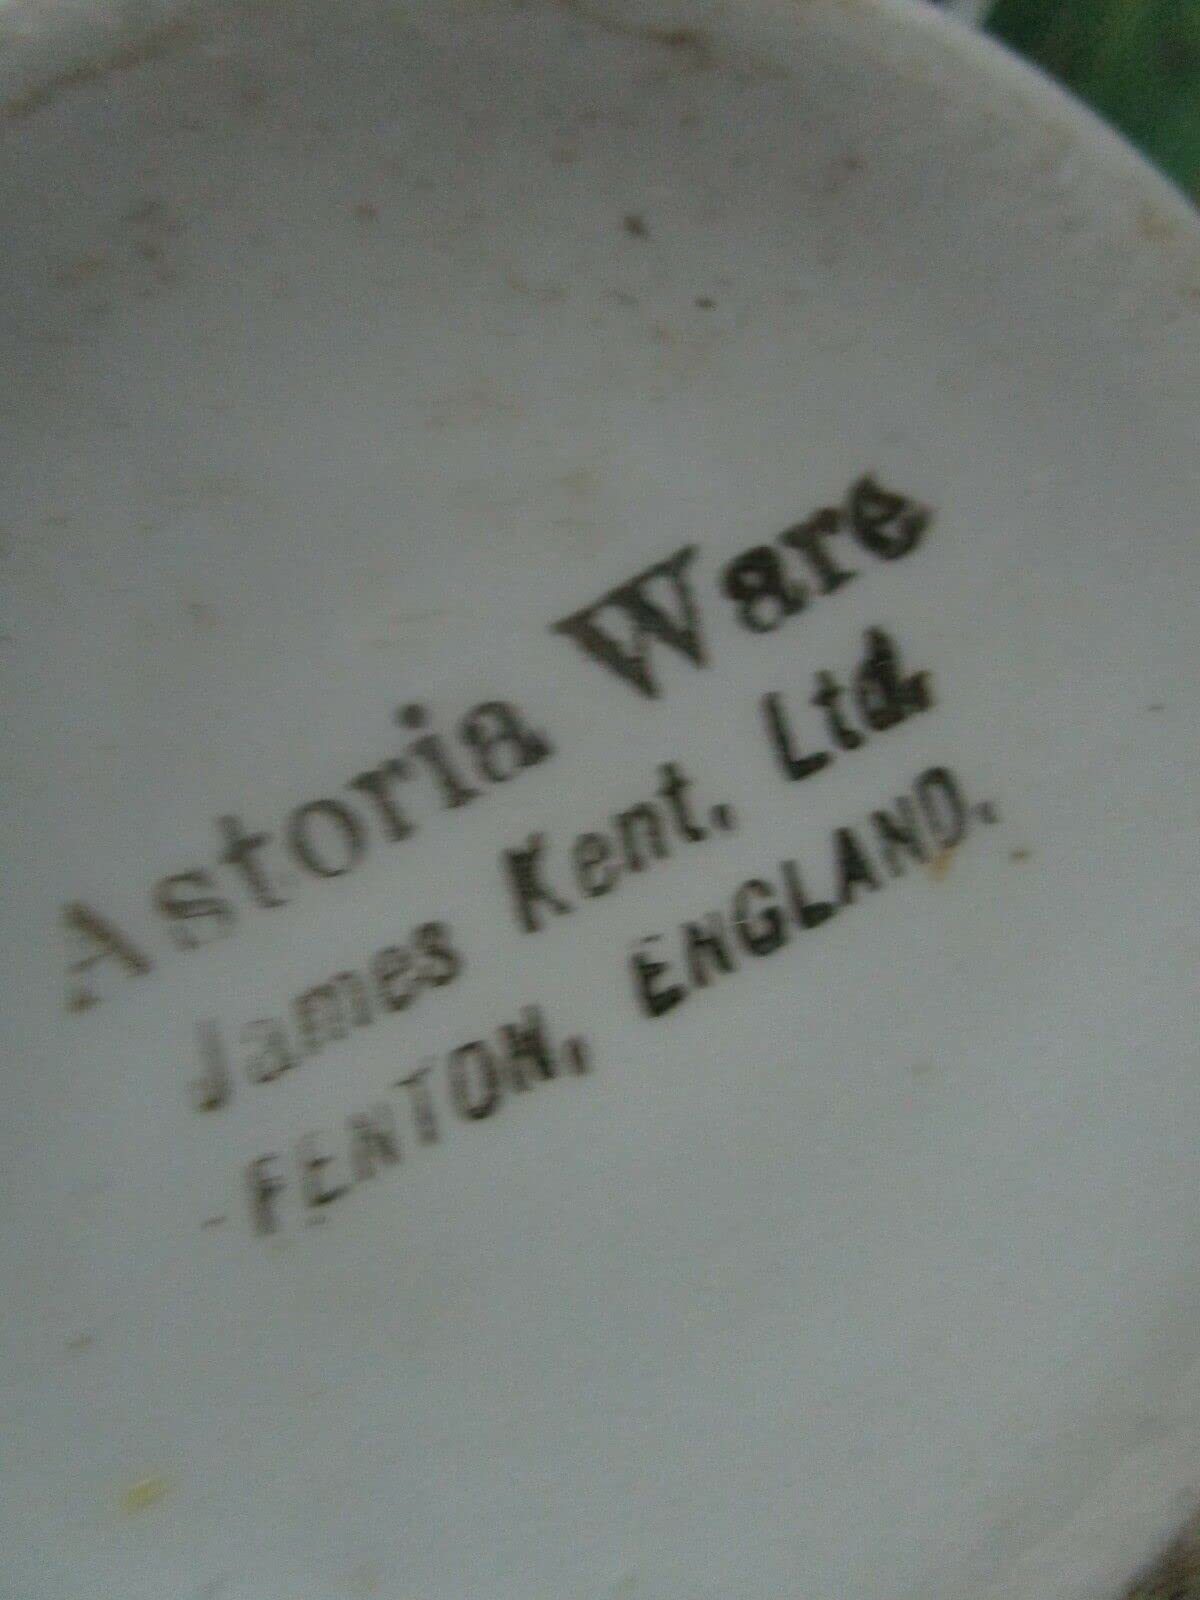 Astoria Ware
James Kent. Ltd.
FENTON, ENGLAND.